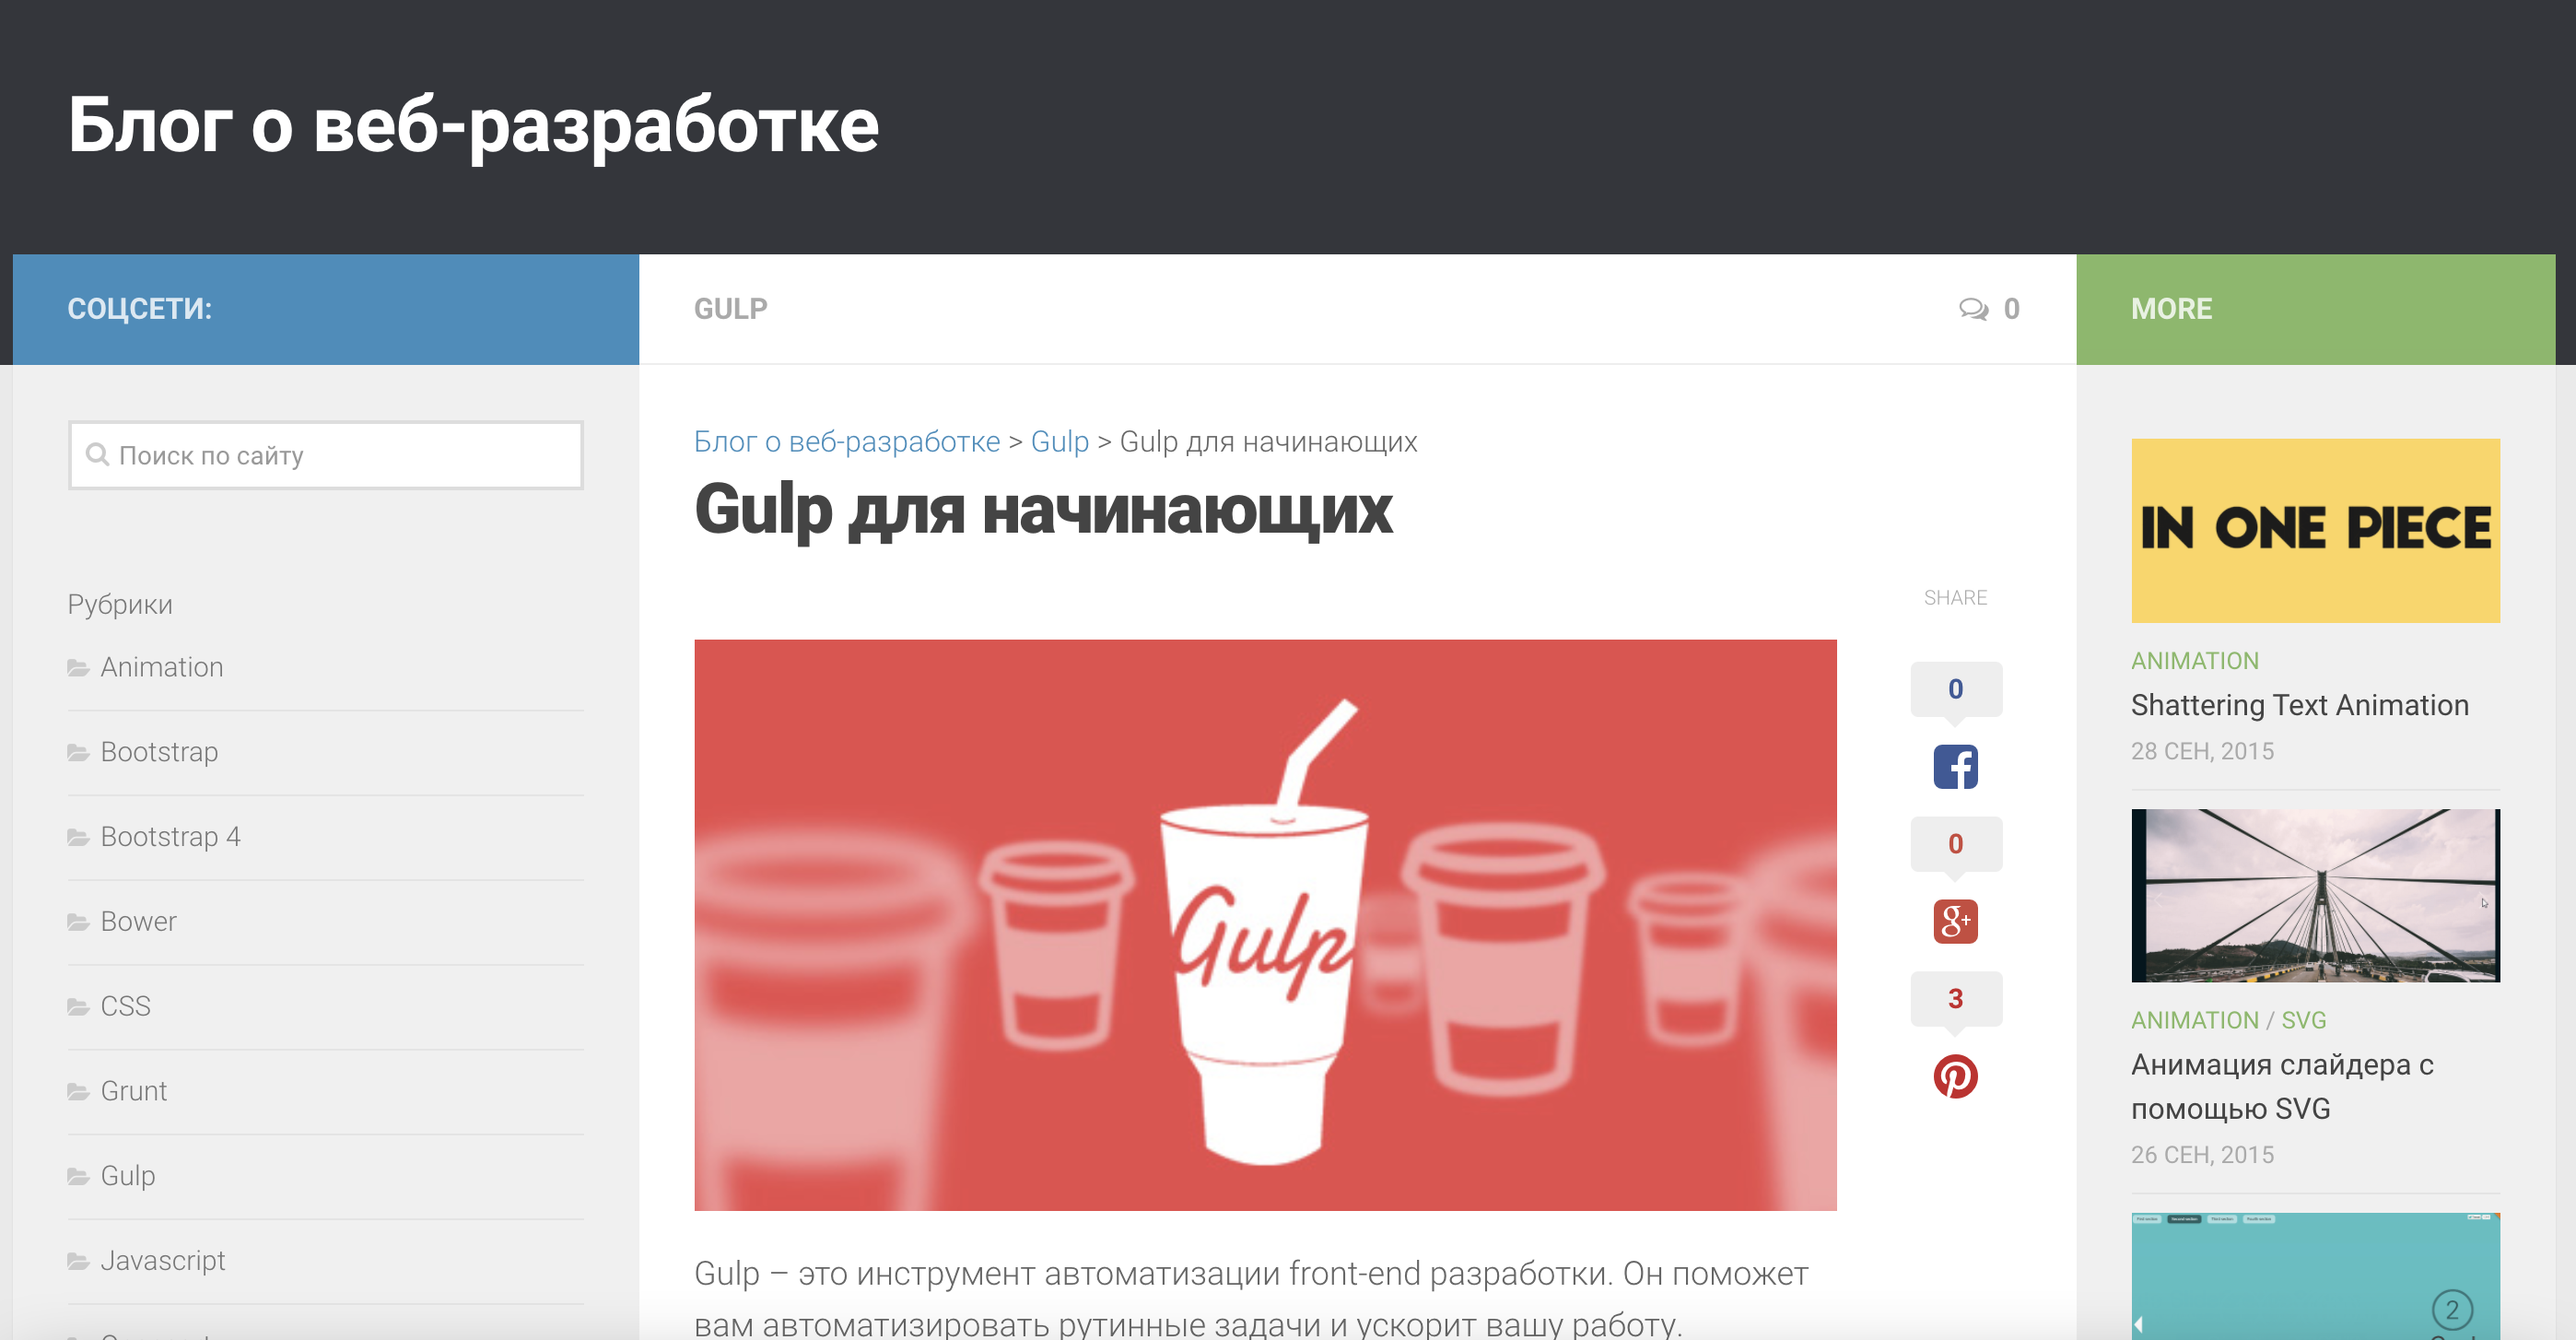 Блог о веб-разработке
СОЦСЕТИ:
Поиск по сайту
Рубрики
Animation
Bootstrap
Bootstrap 4
Bower
CSS
Grunt
Gulp
Javascript
GULP
0
Блог о веб-разработке > Gulp > Gulp для начинающих
Gulp для начинающих
SHARE
0
0
g+
3
Gulp
Gulp – это инструмент автоматизации front-end разработки. Он поможет
вам автоматизировать рутинные задачи и ускорит вашу работу.
MORE
IN ONE PIECE
ANIMATION
Shattering Text Animation
28 СЕН, 2015
ANIMATION / SVG
Анимация слайдера с
помощью SVG
26 СЕН, 2015
2